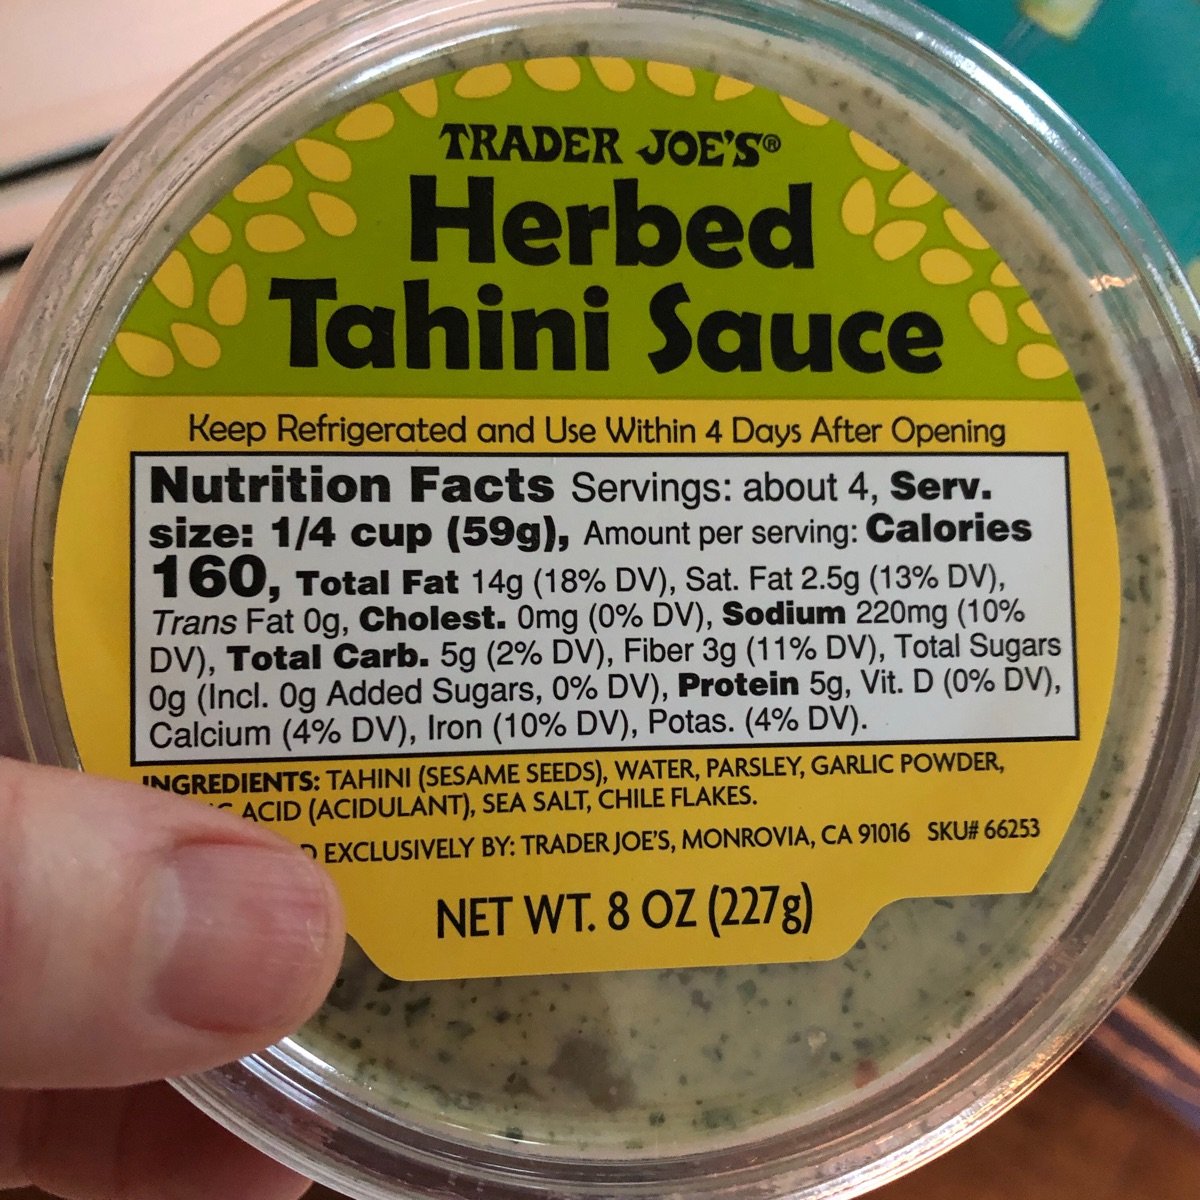 TRADER JOE'S®
Herbed
Tahini Sauce
Keep Refrigerated and Use Within 4 Days After Opening
Nutrition Facts Servings: about 4, Serv.
size: 1/4 cup (59g), Amount per serving: Calories
160, Total Fat 14g (18% DV), Sat. Fat 2.5g (13% DV),
Trans Fat 0g, Cholest. 0mg (0% DV), Sodium 220mg (10%
DV), Total Carb. 5g (2% DV), Fiber 3g (11% DV), Total Sugars
0g (Incl. 0g Added Sugars, 0% DV), Protein 5g, Vit. D (0% DV),
Calcium (4% DV), Iron (10% DV), Potas. (4% DV).
INGREDIENTS: TAHINI (SESAME SEEDS), WATER, PARSLEY, GARLIC POWDER,
ACID (ACIDULANT), SEA SALT, CHILE FLAKES.
EXCLUSIVELY BY: TRADER JOE'S, MONROVIA, CA 91016 SKU# 66253
NET WT. 8 OZ (227g)